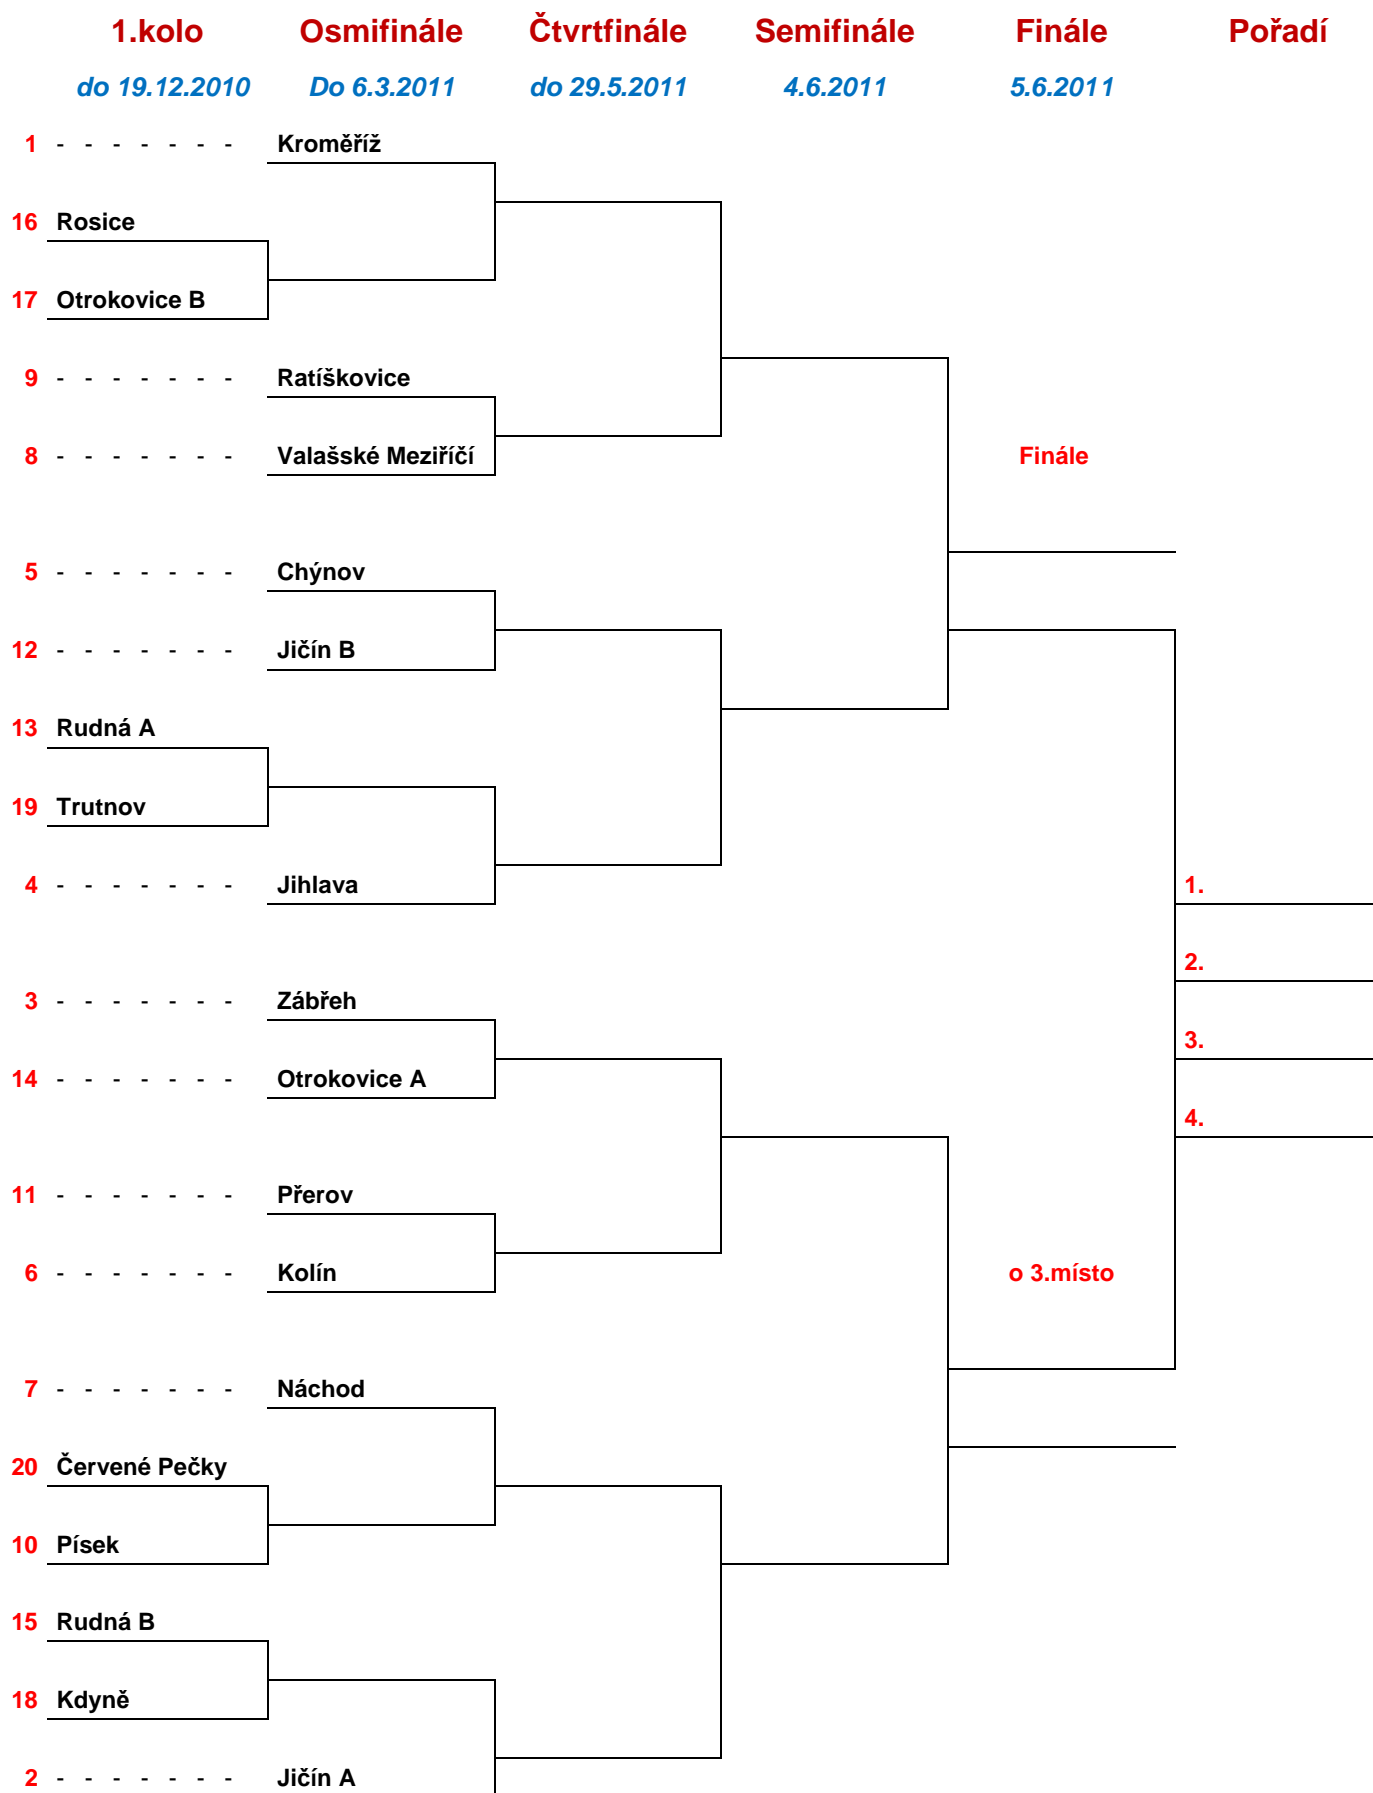 1.kolo Osmifinále Čtvrtfinále Semifinále Finále Pořadí
do 19.12.2010 Do 6.3.2011 do 29.5.2011 4.6.2011 5.6.2011
1 - - - - - - - Kroměříž
16 Rosice
17 Otrokovice B
9 - - - - - - - Ratíškovice
8 - - - - - - - Valašské Meziříčí Finále
5 - - - - - - - Chýnov
12 - - - - - - - Jičín B
13 Rudná A
19 Trutnov
4 - - - - - - - Jihlava 1.
2.
3 - - - - - - - Zábřeh
3.
14 - - - - - - - Otrokovice A
4.
11 - - - - - - - Přerov
6 - - - - - - - Kolín o 3.místo
7 - - - - - - - Náchod
20 Červené Pečky
10 Písek
15 Rudná B
18 Kdyně
2 - - - - - - - Jičín A